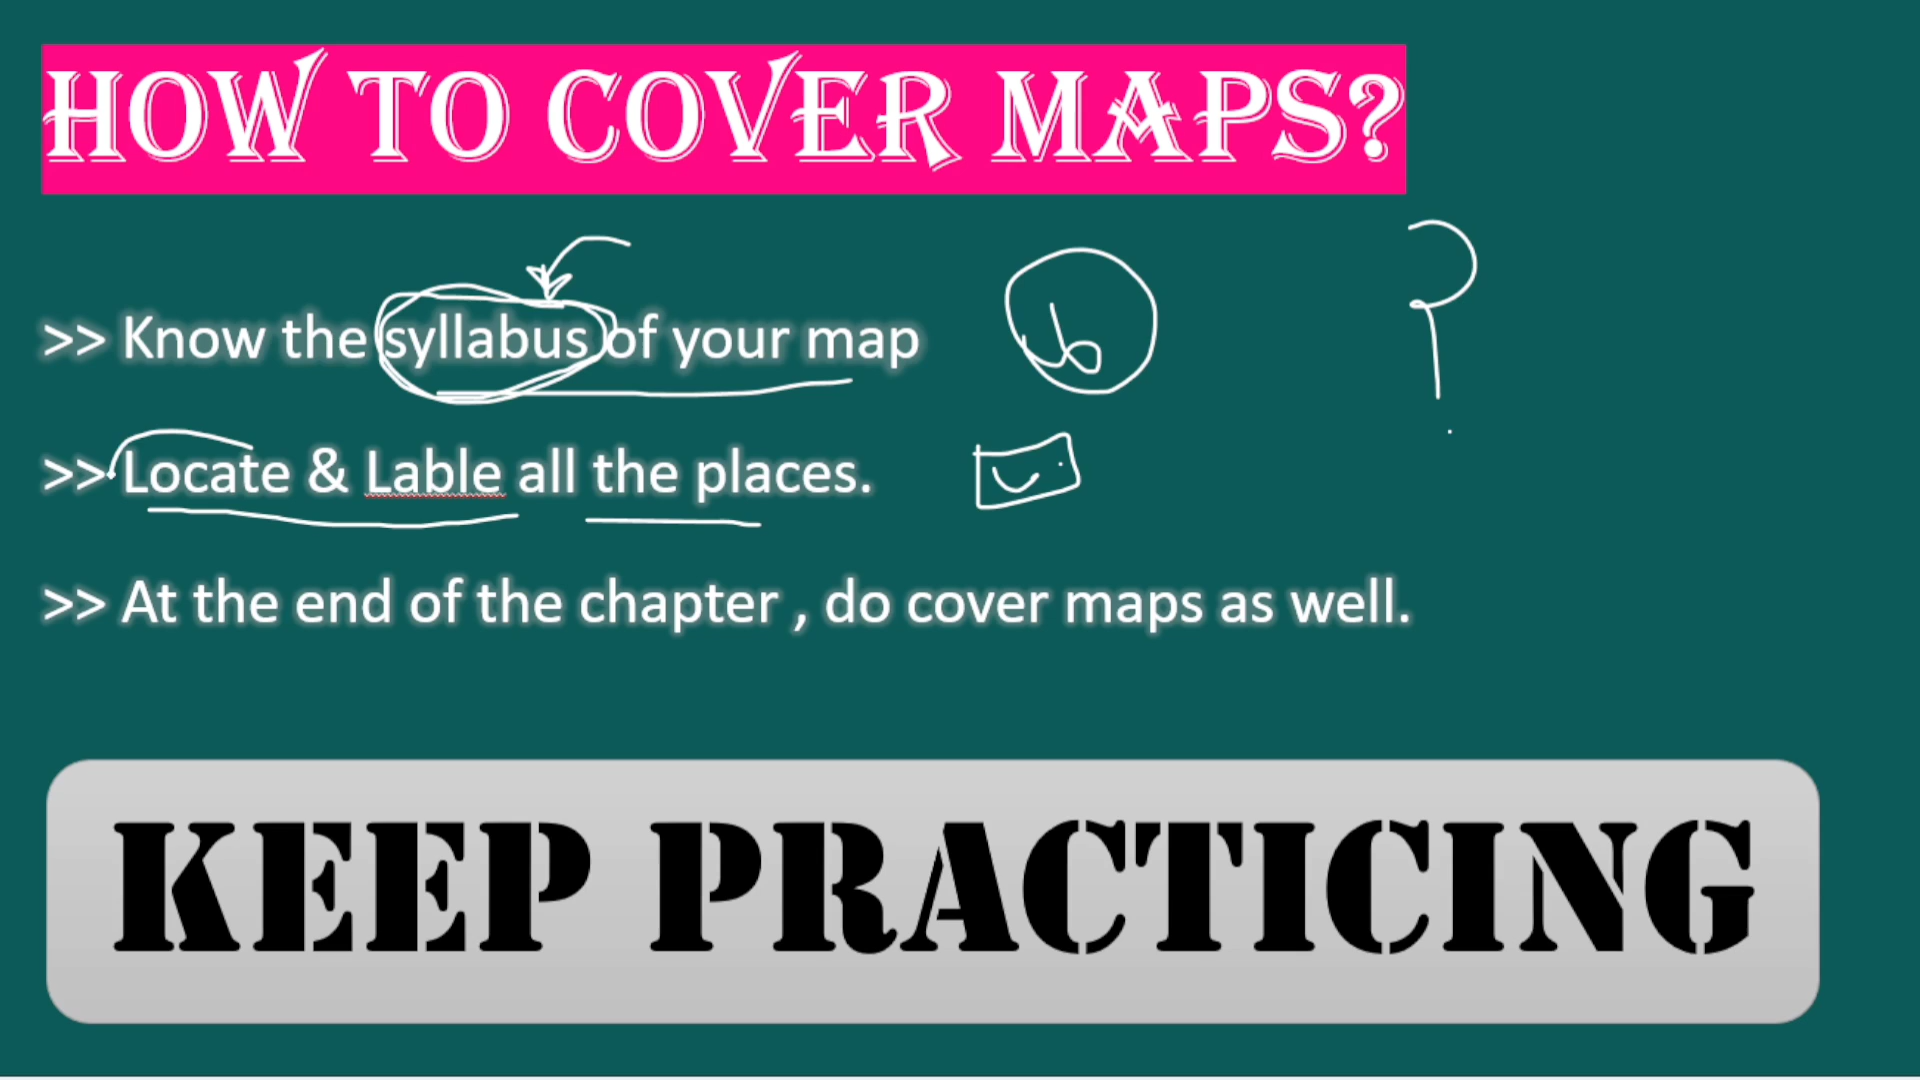 HOW TO COVER MAPS?
>> Know the syllabus of your map
>> Locate & Lable all the places.
>> At the end of the chapter , do cover maps as well.
KEEP PRACTICING